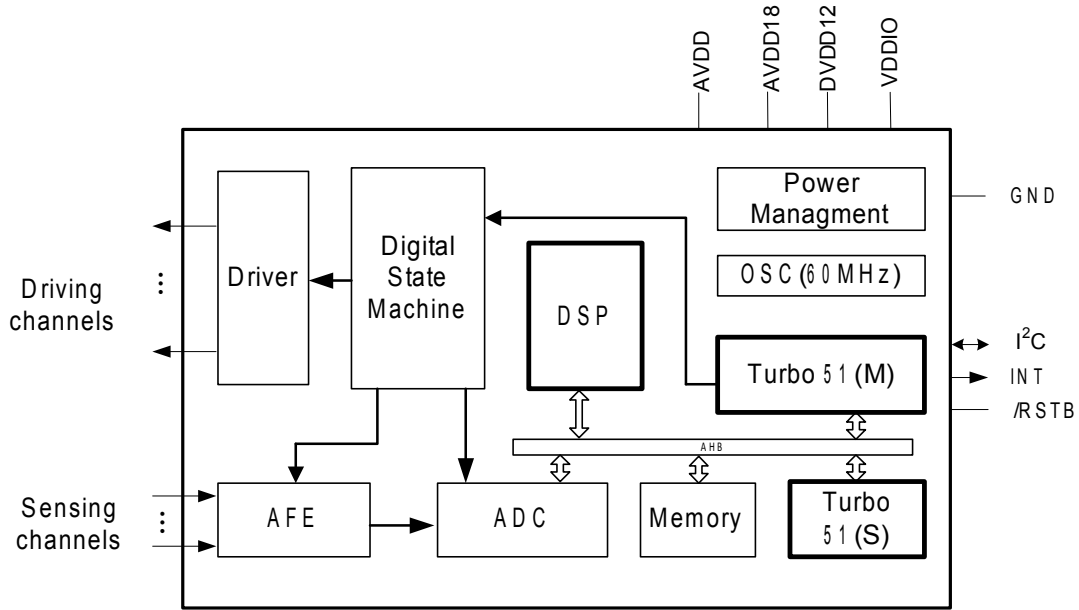 AVDD
AVDD18
DVDD12
VDDIO
Power
Managment
GND
Driver
Digital
State
Machine
OSC (60MHz)
DSP
Driving
channels
Turbo 51 (M)
I²C
INT
/RSTB
AHB
Sensing
channels
AFE
ADC
Memory
Turbo
51 (S)